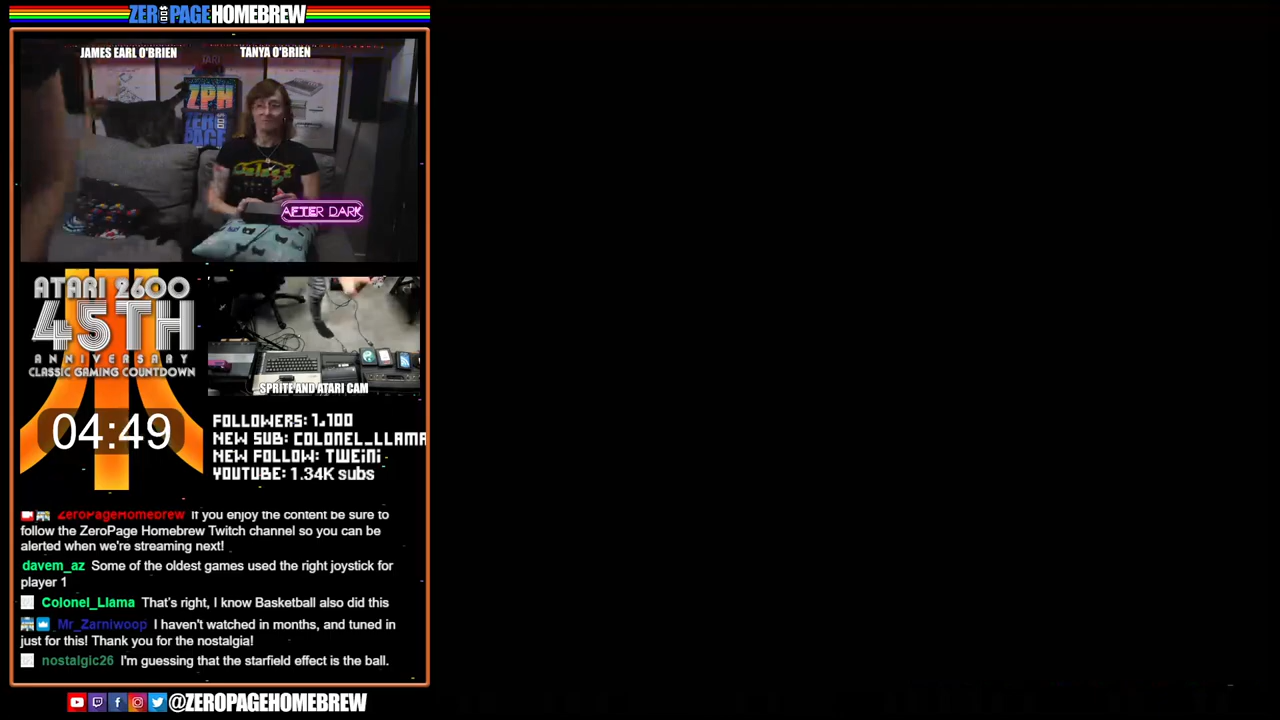 ZEROPAGE HOMEBREW
JAMES EARL O'BRIEN
TANYA O'BRIEN
ZPH
ZERO
PAGE
AFTER DARK
ATARI 2600
45TH
ANNIVERSARY
CLASSIC GAMING COUNTDOWN
04:49
SPRITE AND ATARI CAM
FOLLOWERS: 1,100
NEW SUB: COLONEL_LLAMA
NEW FOLLOW: TWEINI
YOUTUBE: 1.34K subs
ZeroPageHomebrew If you enjoy the content be sure to
follow the ZeroPage Homebrew Twitch channel so you can be
alerted when we're streaming next!
davem_az Some of the oldest games used the right joystick for
player 1
Colonel_Llama That's right, I know Basketball also did this
Mr_Zarniwoop I haven't watched in months, and tuned in
just for this! Thank you for the nostalgia!
nostalgic26 I'm guessing that the starfield effect is the ball.
@ZEROPAGEHOMEBREW